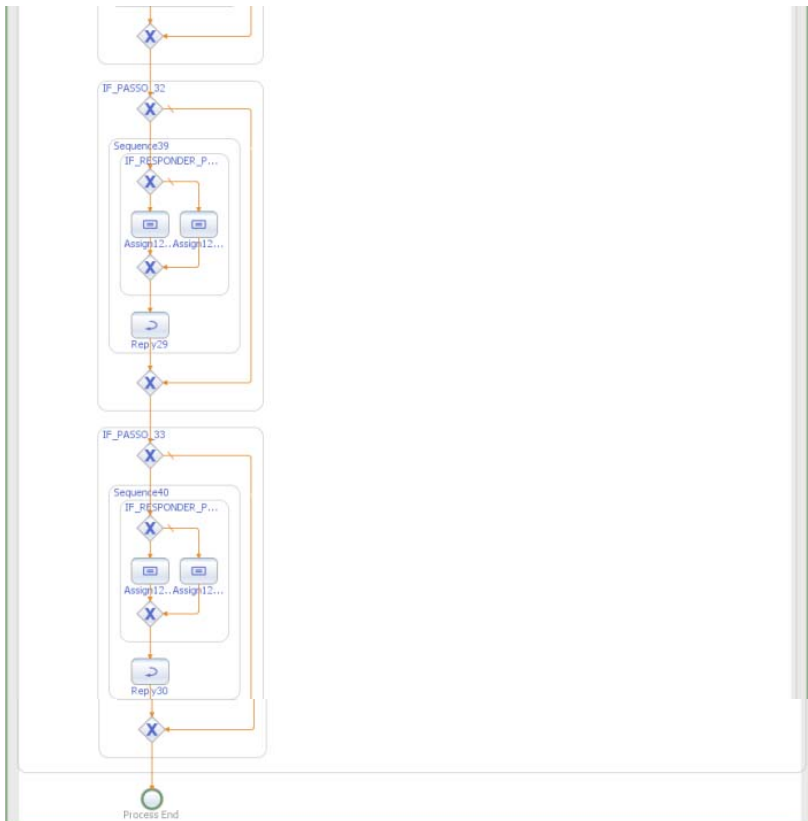 IF_PASSO_32
Sequence39
IF_RESPONDER_P...
Assign12... Assign12...
Reply29
IF_PASSO_33
Sequence40
IF_RESPONDER_P...
Assign12... Assign12...
Reply30
Process End